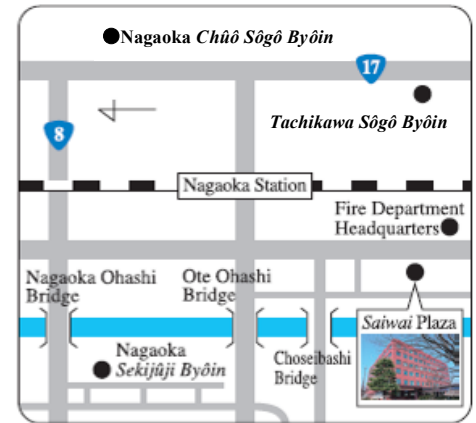 Nagaoka Chûô Sôgô Byôin
17
Tachikawa Sôgô Byôin
8
Nagaoka Station
Fire Department
Headquarters
Nagaoka Ohashi
Bridge
Ote Ohashi
Bridge
Saiwai Plaza
Nagaoka
Sekijûji Byôin
Choseibashi
Bridge